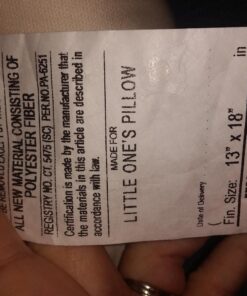 ALL NEW MATERIAL CONSISTING OF
POLYESTER FIBER
REGISTRY NO. CT. 5475 (SC) PER.NO.PA-6251
Certification is made by the manufacturer that
the materials in this article are described in
accordance with law.
MADE FOR
LITTLE ONE'S PILLOW
Date of Delivery
Fin. Size: 13" x 18" in